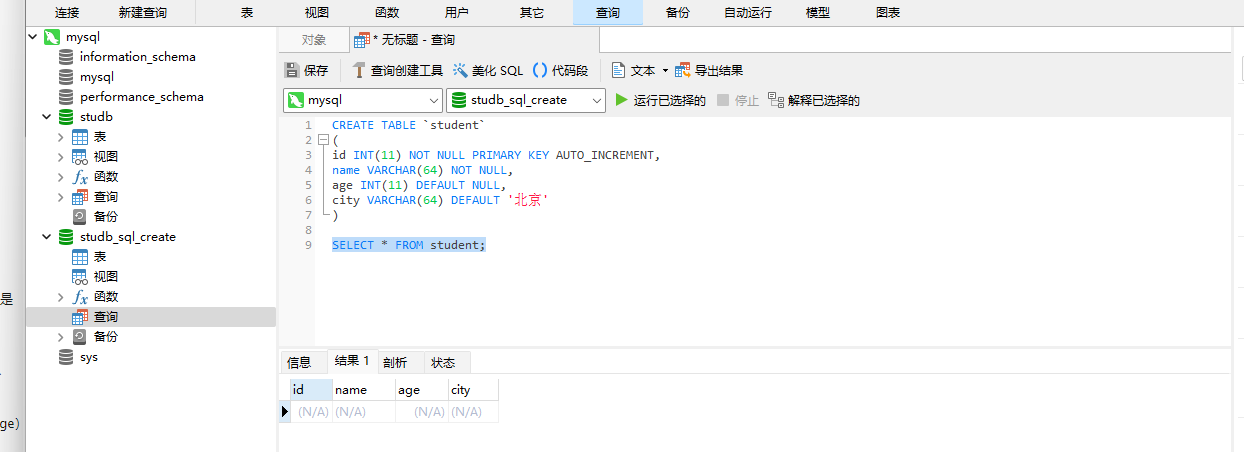 连接 新建查询 表 视图 函数 用户 其它 查询 备份 自动运行 模型 图表
mysql
information_schema
mysql
performance_schema
studb
表
视图
函数
查询
备份
studb_sql_create
表
视图
函数
查询
备份
sys
是
ge)
对象 * 无标题 - 查询
保存 查询创建工具 美化 SQL () 代码段 文本 导出结果
mysql studb_sql_create 运行已选择的 停止 解释已选择的
1 CREATE TABLE `student`
2 (
3 id INT(11) NOT NULL PRIMARY KEY AUTO_INCREMENT,
4 name VARCHAR(64) NOT NULL,
5 age INT(11) DEFAULT NULL,
6 city VARCHAR(64) DEFAULT '北京'
7 )
8
9 SELECT * FROM student;
信息 结果 1 剖析 状态
id name age city
(N/A) (N/A) (N/A) (N/A)